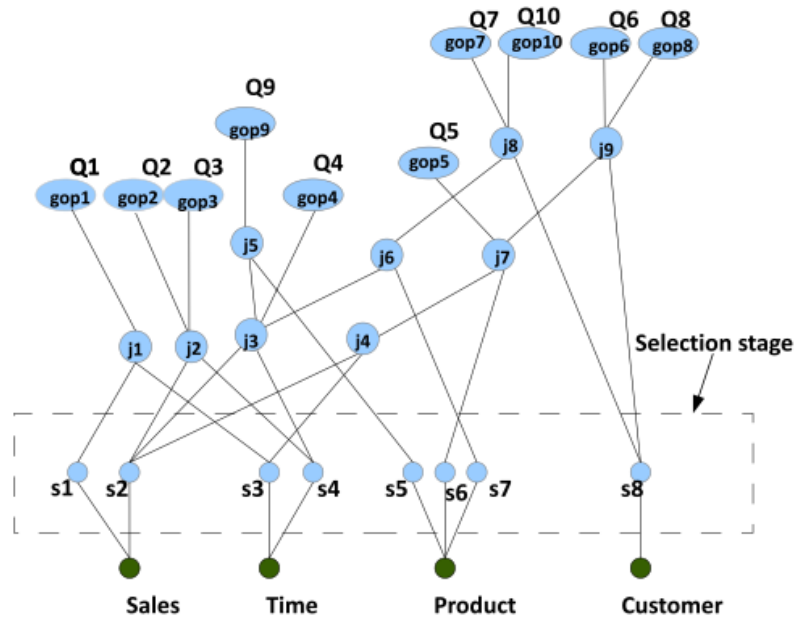 Q7 Q10 Q6 Q8
gop7 gop10 gop6 gop8
Q9
gop9
Q5
gop5
j8 j9
Q1 Q2 Q3 Q4
gop1 gop2 gop3 gop4
j5 j6 j7
j1 j2 j3 j4
Selection stage
s1 s2 s3 s4 s5 s6 s7 s8
Sales Time Product Customer